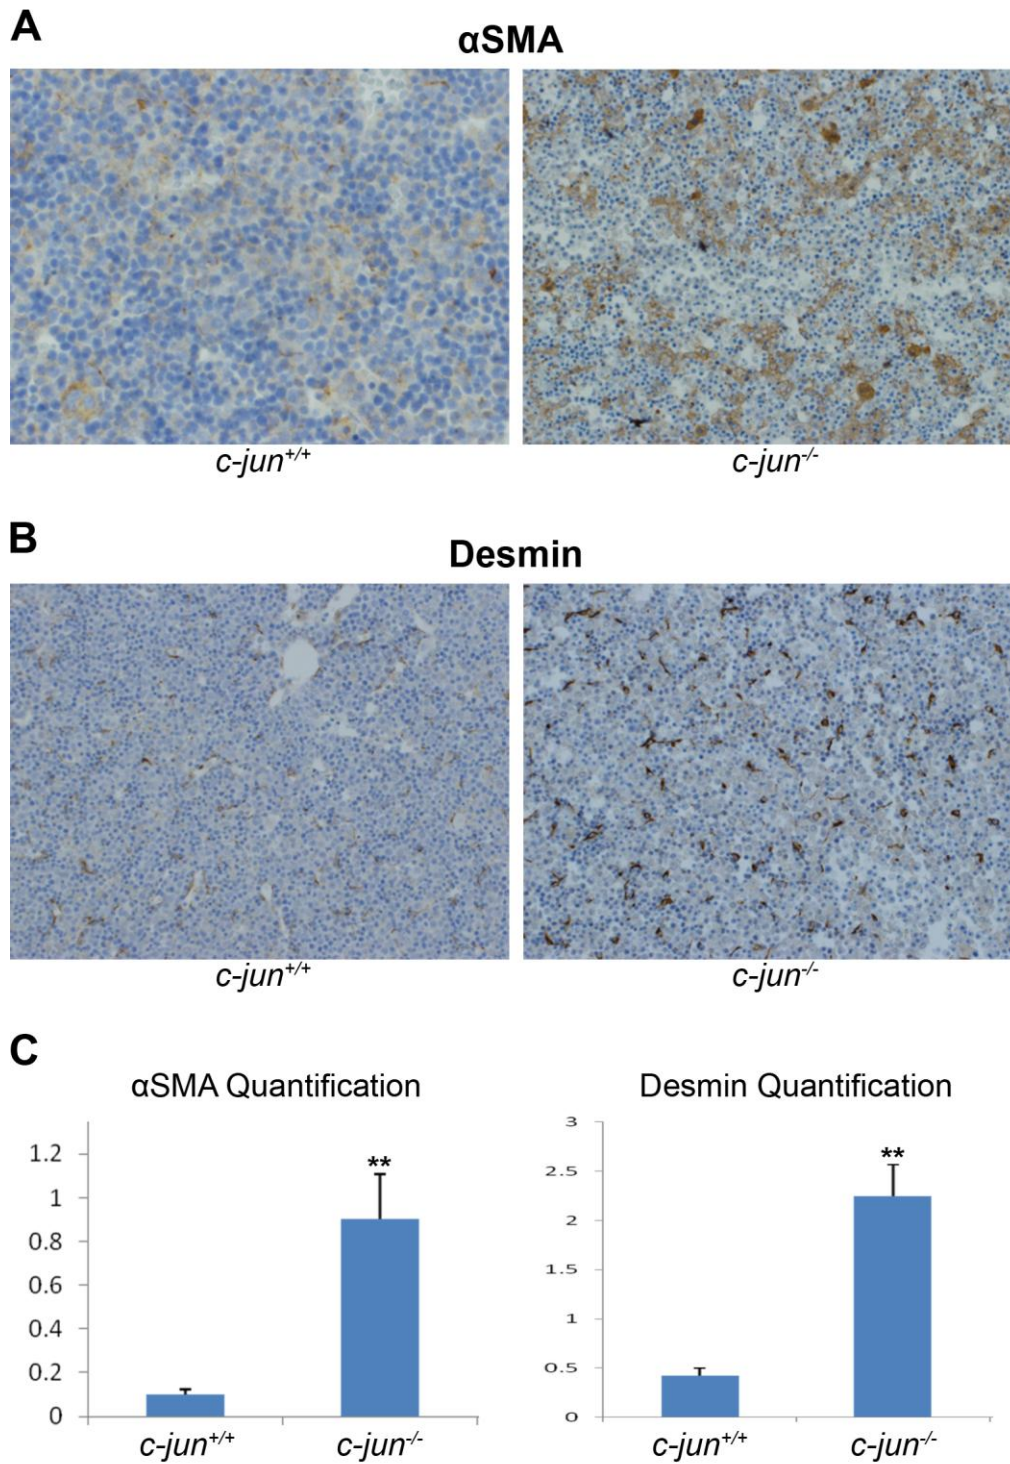 A
αSMA
c-jun+/+
c-jun-/-
B
Desmin
c-jun+/+
c-jun-/-
C
αSMA Quantification
Desmin Quantification
1.2
1
0.8
0.6
0.4
0.2
0
**
c-jun+/+
c-jun-/-
3
2.5
2
1.5
1
0.5
0
**
c-jun+/+
c-jun-/-